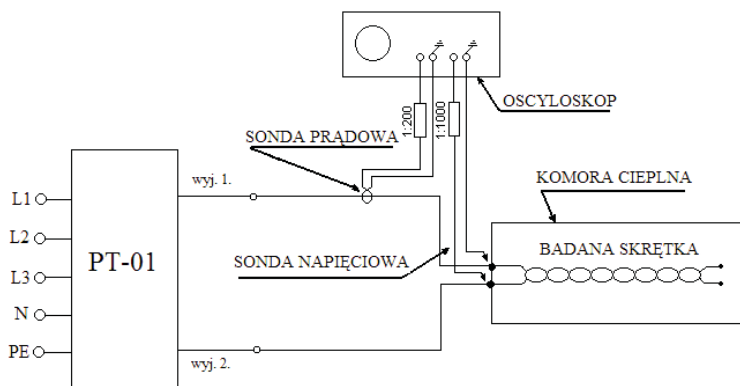 OSCYLOSKOP
1:200
1:1000
SONDA PRĄDOWA
KOMORA CIEPLNA
wyj. 1.
L1
L2
PT-01
BADANA SKRĘTKA
SONDA NAPIĘCIOWA
L3
N
PE
wyj. 2.